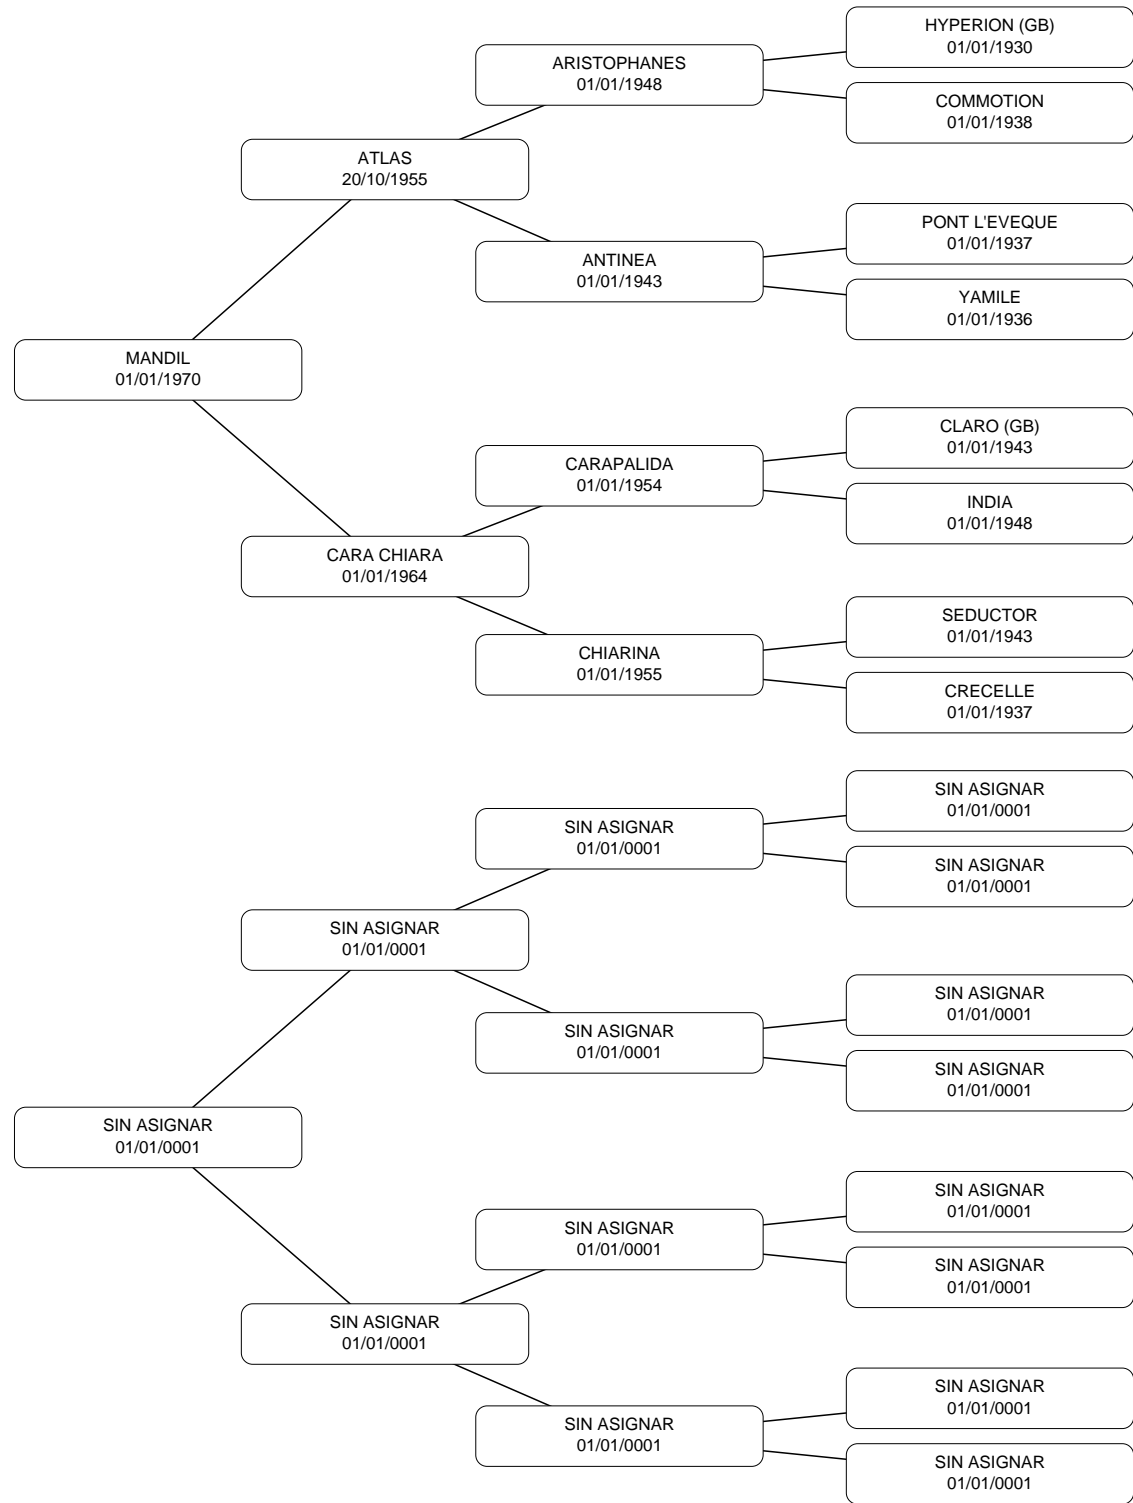 HYPERION (GB)
01/01/1930
ARISTOPHANES
01/01/1948
COMMOTION
01/01/1938
ATLAS
20/10/1955
PONT L'EVEQUE
01/01/1937
ANTINEA
01/01/1943
YAMILE
01/01/1936
MANDIL
01/01/1970
CLARO (GB)
01/01/1943
CARAPALIDA
01/01/1954
INDIA
01/01/1948
CARA CHIARA
01/01/1964
SEDUCTOR
01/01/1943
CHIARINA
01/01/1955
CRECELLE
01/01/1937
SIN ASIGNAR
01/01/0001
SIN ASIGNAR
01/01/0001
SIN ASIGNAR
01/01/0001
SIN ASIGNAR
01/01/0001
SIN ASIGNAR
01/01/0001
SIN ASIGNAR
01/01/0001
SIN ASIGNAR
01/01/0001
SIN ASIGNAR
01/01/0001
SIN ASIGNAR
01/01/0001
SIN ASIGNAR
01/01/0001
SIN ASIGNAR
01/01/0001
SIN ASIGNAR
01/01/0001
SIN ASIGNAR
01/01/0001
SIN ASIGNAR
01/01/0001
SIN ASIGNAR
01/01/0001